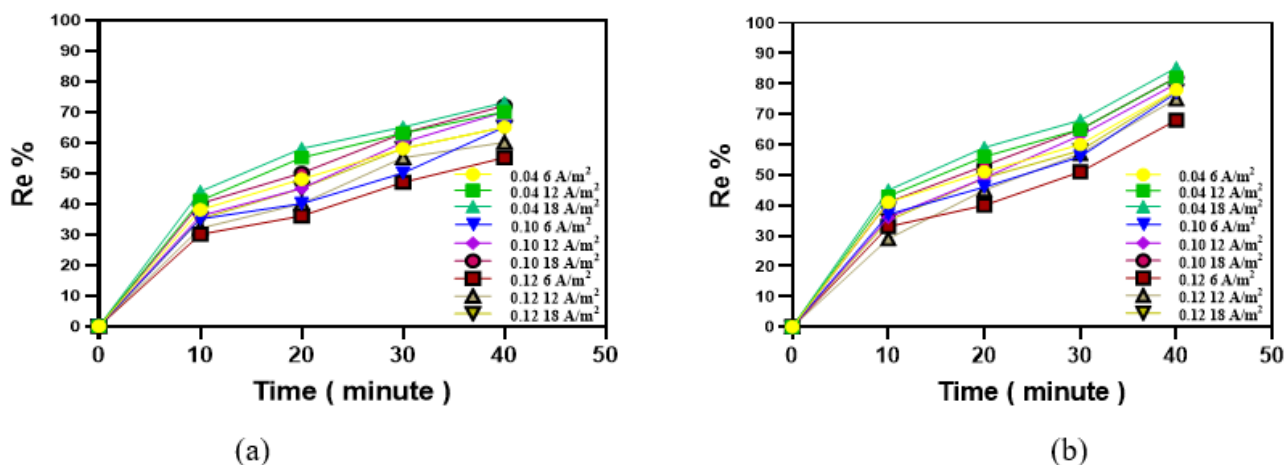 Re %
100
90
80
70
60
50
40
30
20
10
0
0 10 20 30 40 50
Time ( minute )
0.04 6 A/m²
0.04 12 A/m²
0.04 18 A/m²
0.10 6 A/m²
0.10 12 A/m²
0.10 18 A/m²
0.12 6 A/m²
0.12 12 A/m²
0.12 18 A/m²
(a)
Re %
100
90
80
70
60
50
40
30
20
10
0
0 10 20 30 40 50
Time ( minute )
0.04 6 A/m²
0.04 12 A/m²
0.04 18 A/m²
0.10 6 A/m²
0.10 12 A/m²
0.10 18 A/m²
0.12 6 A/m²
0.12 12 A/m²
0.12 18 A/m²
(b)